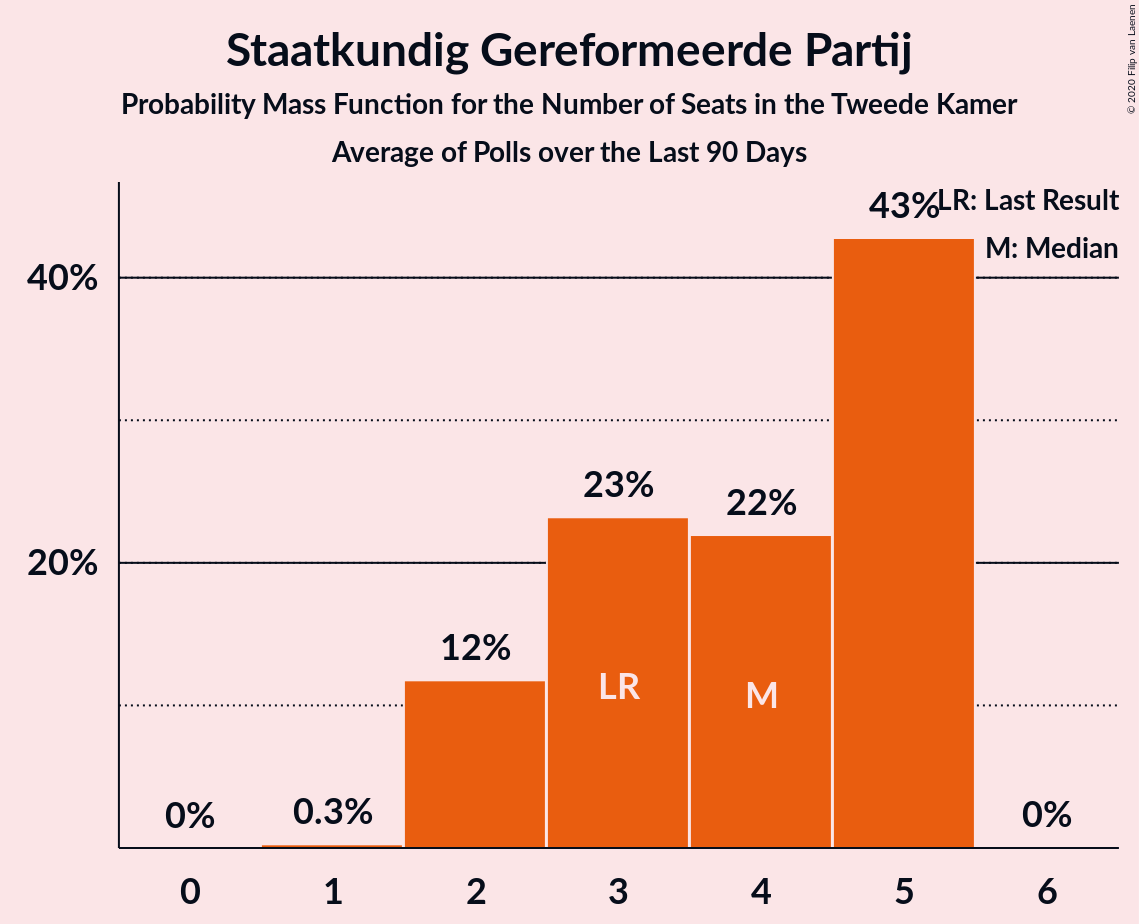 Staatkundig Gereformeerde Partij
Probability Mass Function for the Number of Seats in the Tweede Kamer
Average of Polls over the Last 90 Days
© 2020 Filip van Laenen
LR: Last Result
M: Median
43%
40%
23%
22%
20%
12%
LR
M
0%
0.3%
0%
0 1 2 3 4 5 6